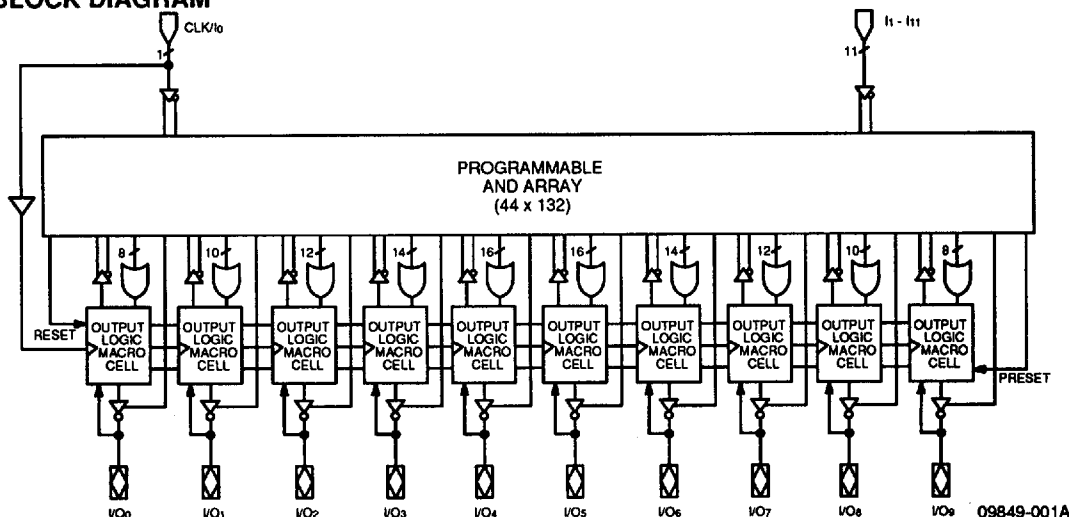 BLOCK DIAGRAM
CLK/I0
I1 - I11
1
11
PROGRAMMABLE
AND ARRAY
(44 x 132)
8 10 12 14 16 16 14 12 10 8
RESET
OUTPUT LOGIC MACRO CELL
OUTPUT LOGIC MACRO CELL
OUTPUT LOGIC MACRO CELL
OUTPUT LOGIC MACRO CELL
OUTPUT LOGIC MACRO CELL
OUTPUT LOGIC MACRO CELL
OUTPUT LOGIC MACRO CELL
OUTPUT LOGIC MACRO CELL
OUTPUT LOGIC MACRO CELL
OUTPUT LOGIC MACRO CELL
PRESET
I/O0 I/O1 I/O2 I/O3 I/O4 I/O5 I/O6 I/O7 I/O8 I/O9
09849-001A